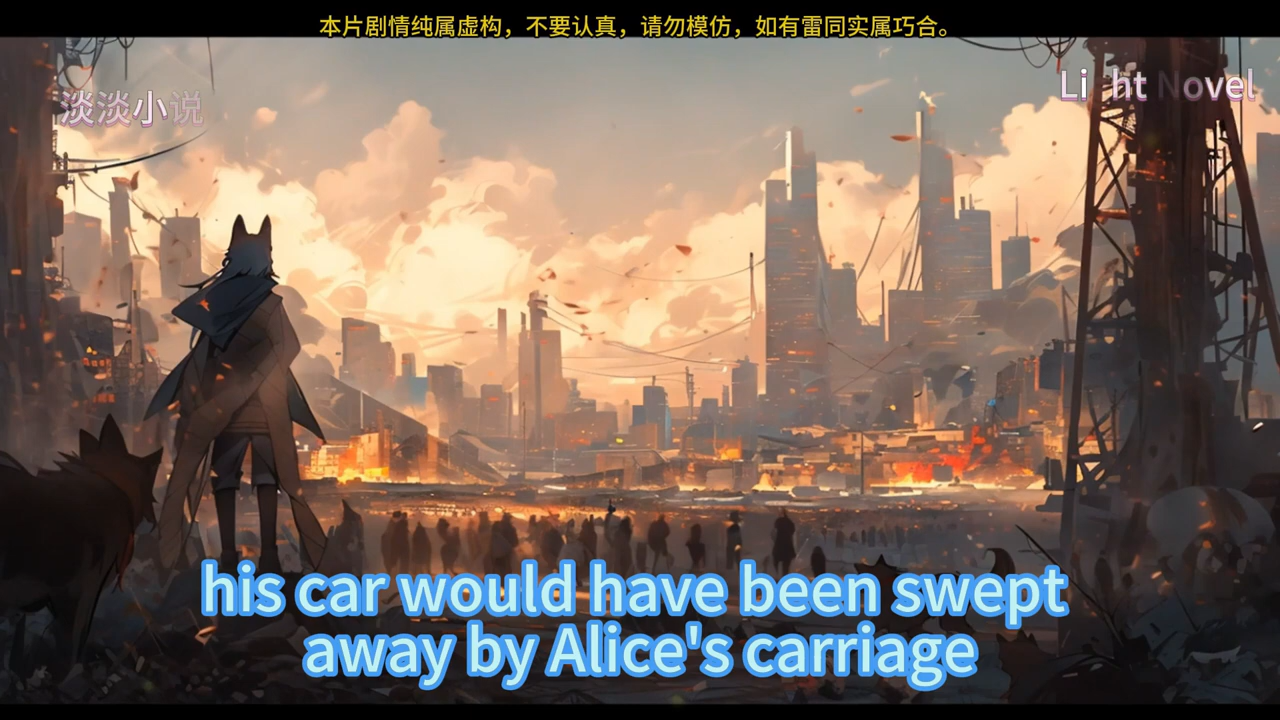 本片剧情纯属虚构，不要认真，请勿模仿，如有雷同实属巧合。
淡淡小说
Li ht Novel
his car would have been swept
away by Alice's carriage